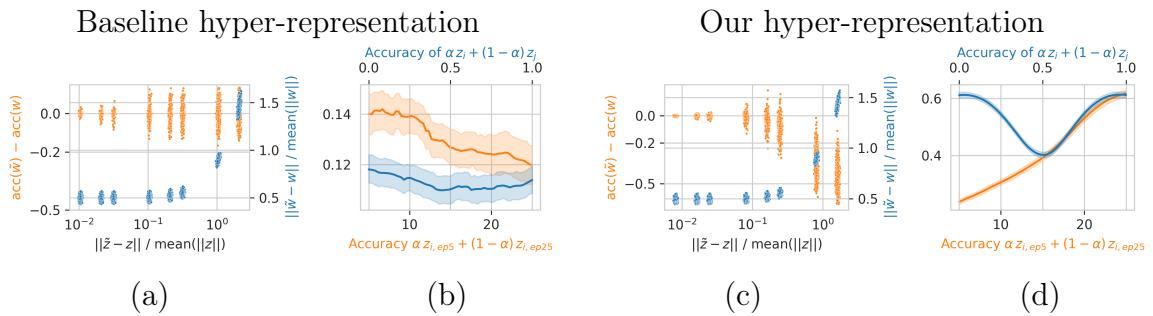 Baseline hyper-representation
Our hyper-representation
acc(w̃) − acc(w)
0.0
−0.2
−0.5
10⁻² 10⁻¹ 10⁰
||z̃ − z|| / mean(||z||)
1.5
1.0
0.5
||w̃ − w|| / mean(||w||)
(a)
Accuracy of α zᵢ + (1 − α) zⱼ
0.0 0.5 1.0
0.14
0.12
10 20
Accuracy α zᵢ,ₑₚ₅ + (1 − α) zᵢ,ₑₚ₂₅
(b)
acc(w̃) − acc(w)
0.0
−0.2
−0.5
10⁻² 10⁻¹ 10⁰
||z̃ − z|| / mean(||z||)
1.5
1.0
0.5
||w̃ − w|| / mean(||w||)
(c)
Accuracy of α zᵢ + (1 − α) zⱼ
0.0 0.5 1.0
0.6
0.4
10 20
Accuracy α zᵢ,ₑₚ₅ + (1 − α) zᵢ,ₑₚ₂₅
(d)